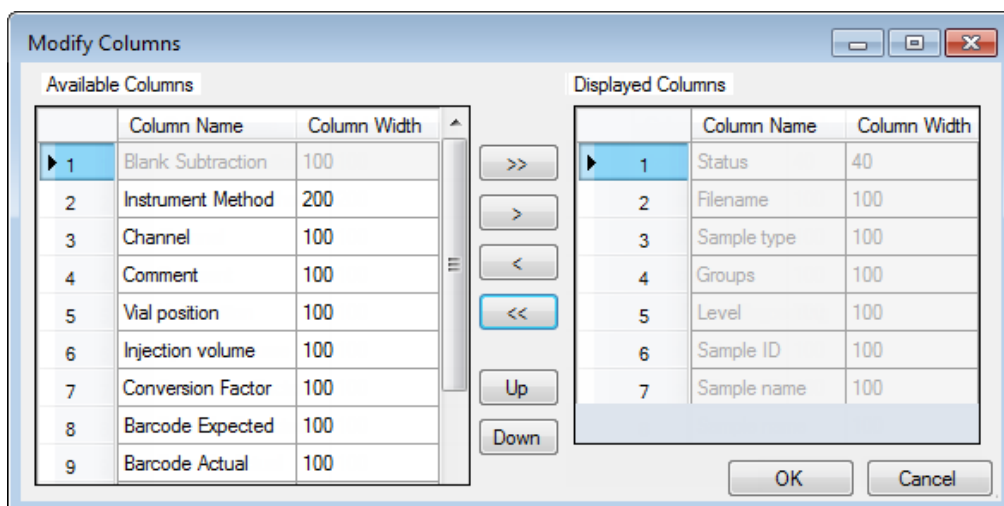 Modify Columns
Available Columns
Column Name Column Width
1 Blank Subtraction 100
2 Instrument Method 200
3 Channel 100
4 Comment 100
5 Vial position 100
6 Injection volume 100
7 Conversion Factor 100
8 Barcode Expected 100
9 Barcode Actual 100
>>
>
<
<<
Up
Down
Displayed Columns
Column Name Column Width
1 Status 40
2 Filename 100
3 Sample type 100
4 Groups 100
5 Level 100
6 Sample ID 100
7 Sample name 100
OK Cancel